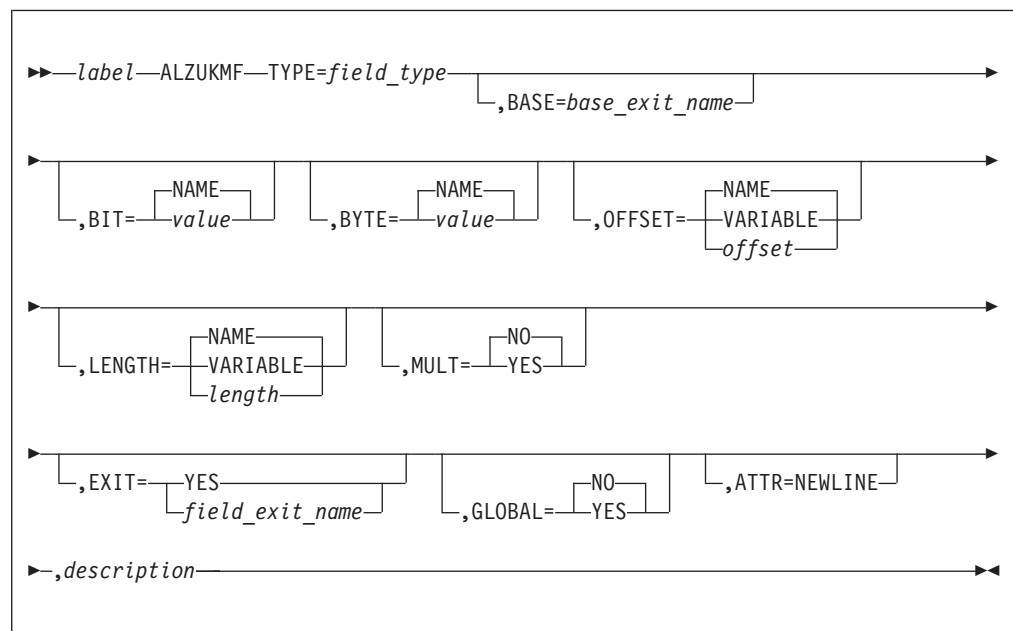 label ALZUKMF TYPE=field_type
,BASE=base_exit_name
NAME NAME NAME
,BIT= value ,BYTE= value ,OFFSET= VARIABLE
offset
NAME NO
,LENGTH= VARIABLE ,MULT= YES
length
,EXIT= YES NO ,ATTR=NEWLINE
field_exit_name ,GLOBAL= YES
,description